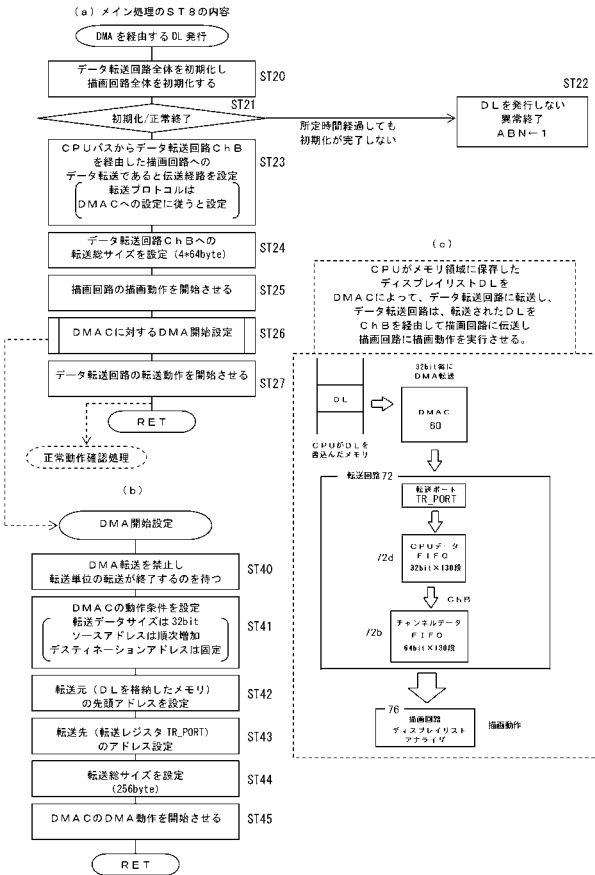 (a) メイン処理のST8の内容
DMAを経由するDL発行
データ転送回路全体を初期化し
描画回路全体を初期化する
ST20
ST21
初期化/正常終了
所定時間経過しても
初期化が完了しない
ST22
DLを発行しない
異常終了
ABN←1
CPUバスからデータ転送回路ChB
を経由した描画回路への
データ転送であると伝送経路を設定
転送プロトコルは
DMACへの設定に従うと設定
ST23
データ転送回路ChBへの
転送総サイズを設定 (4*64byte)
ST24
描画回路の描画動作を開始させる
ST25
DMACに対するDMA開始設定
ST26
データ転送回路の転送動作を開始させる
ST27
RET
正常動作確認処理
(b)
DMA開始設定
DMA転送を禁止し
転送単位の転送が終了するのを待つ
ST40
DMACの動作条件を設定
転送データサイズは32bit
ソースアドレスは順次増加
デスティネーションアドレスは固定
ST41
転送元(DLを格納したメモリ)
の先頭アドレスを設定
ST42
転送先(転送レジスタTR_PORT)
のアドレス設定
ST43
転送総サイズを設定
(256byte)
ST44
DMACのDMA動作を開始させる
ST45
RET
(c)
CPUがメモリ領域に保存した
ディスプレイリストDLを
DMACによって、データ転送回路に転送し、
データ転送回路は、転送されたDLを
ChBを経由して描画回路に伝送し
描画回路に描画動作を実行させる。
32bit毎に
DMA転送
DL
DMAC
60
CPUがDLを
書込んだメモリ
転送回路72
転送ポート
TR_PORT
72d
CPUデータ
FIFO
32bit×130段
ChB
72b
チャンネルデータ
FIFO
64bit×130段
76
描画回路
ディスプレイリスト
アナライザ
描画動作